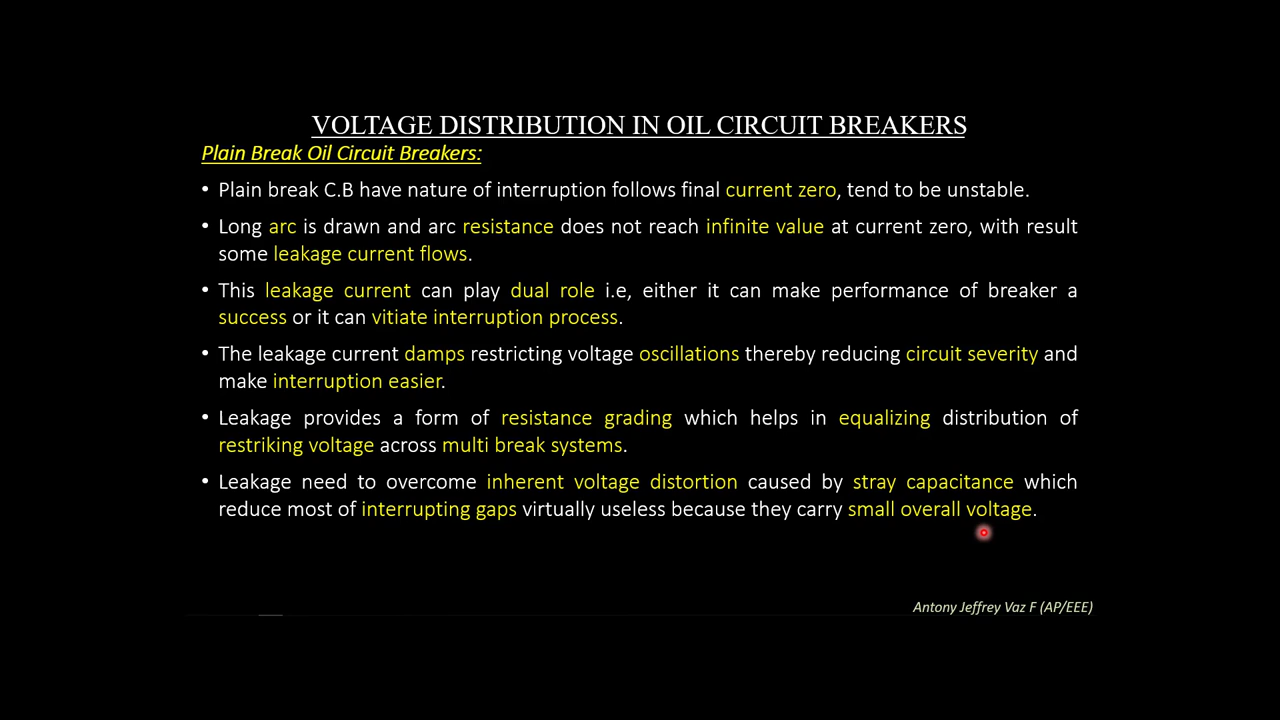 VOLTAGE DISTRIBUTION IN OIL CIRCUIT BREAKERS
Plain Break Oil Circuit Breakers:
• Plain break C.B have nature of interruption follows final current zero, tend to be unstable.
• Long arc is drawn and arc resistance does not reach infinite value at current zero, with result
some leakage current flows.
• This leakage current can play dual role i.e, either it can make performance of breaker a
success or it can vitiate interruption process.
• The leakage current damps restricting voltage oscillations thereby reducing circuit severity and
make interruption easier.
• Leakage provides a form of resistance grading which helps in equalizing distribution of
restriking voltage across multi break systems.
• Leakage need to overcome inherent voltage distortion caused by stray capacitance which
reduce most of interrupting gaps virtually useless because they carry small overall voltage.
Antony Jeffrey Vaz F (AP/EEE)